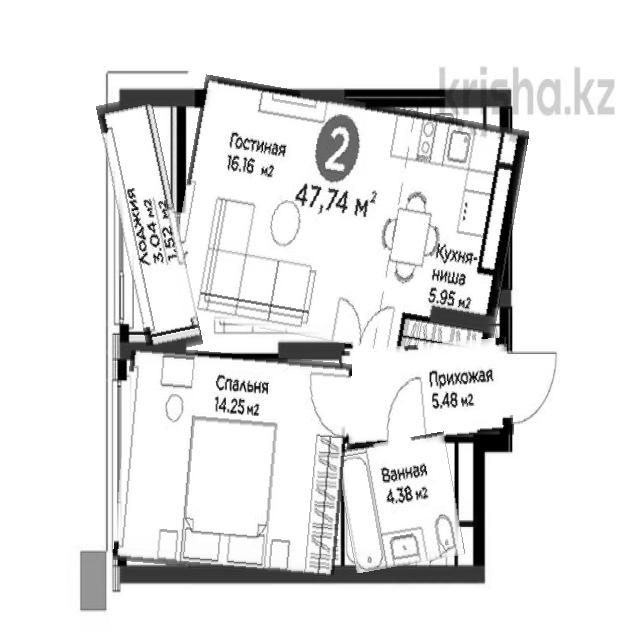 krisha.kz
2
Гостиная
16.16 м2
47,74 м²
Лоджия
3.04 м2
1.52 м2
Кухня-
ниша
5.95 м2
Спальня
14.25 м2
Прихожая
5.48 м2
Ванная
4.38 м2